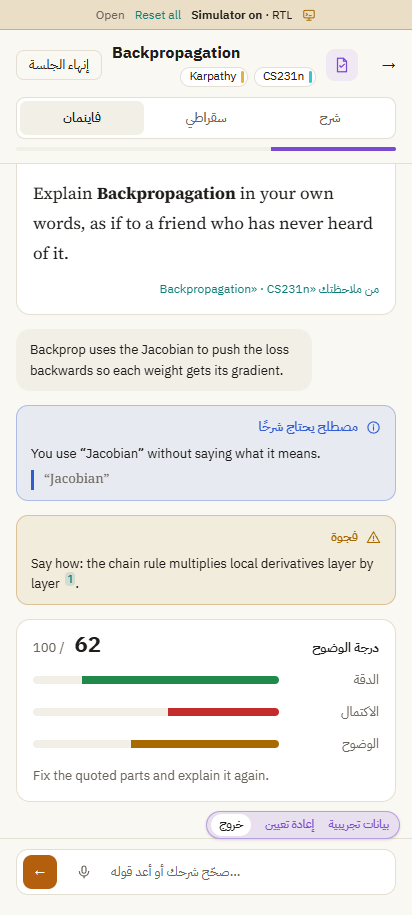 Open Reset all Simulator on · RTL
إنهاء الجلسة
Backpropagation
Karpathy CS231n
→
شرح سقراطي فاينمان
Explain Backpropagation in your own
words, as if to a friend who has never heard
of it.
من ملاحظتك «Backpropagation» · CS231n
Backprop uses the Jacobian to push the loss
backwards so each weight gets its gradient.
مصطلح يحتاج شرحًا
You use “Jacobian” without saying what it means.
“Jacobian”
فجوة
Say how: the chain rule multiplies local derivatives layer by
layer 1.
درجة الوضوح 62 / 100
الدقة
الاكتمال
الوضوح
Fix the quoted parts and explain it again.
بيانات تجريبية إعادة تعيين خروج
صحّح شرحك أو أعد قوله...
←